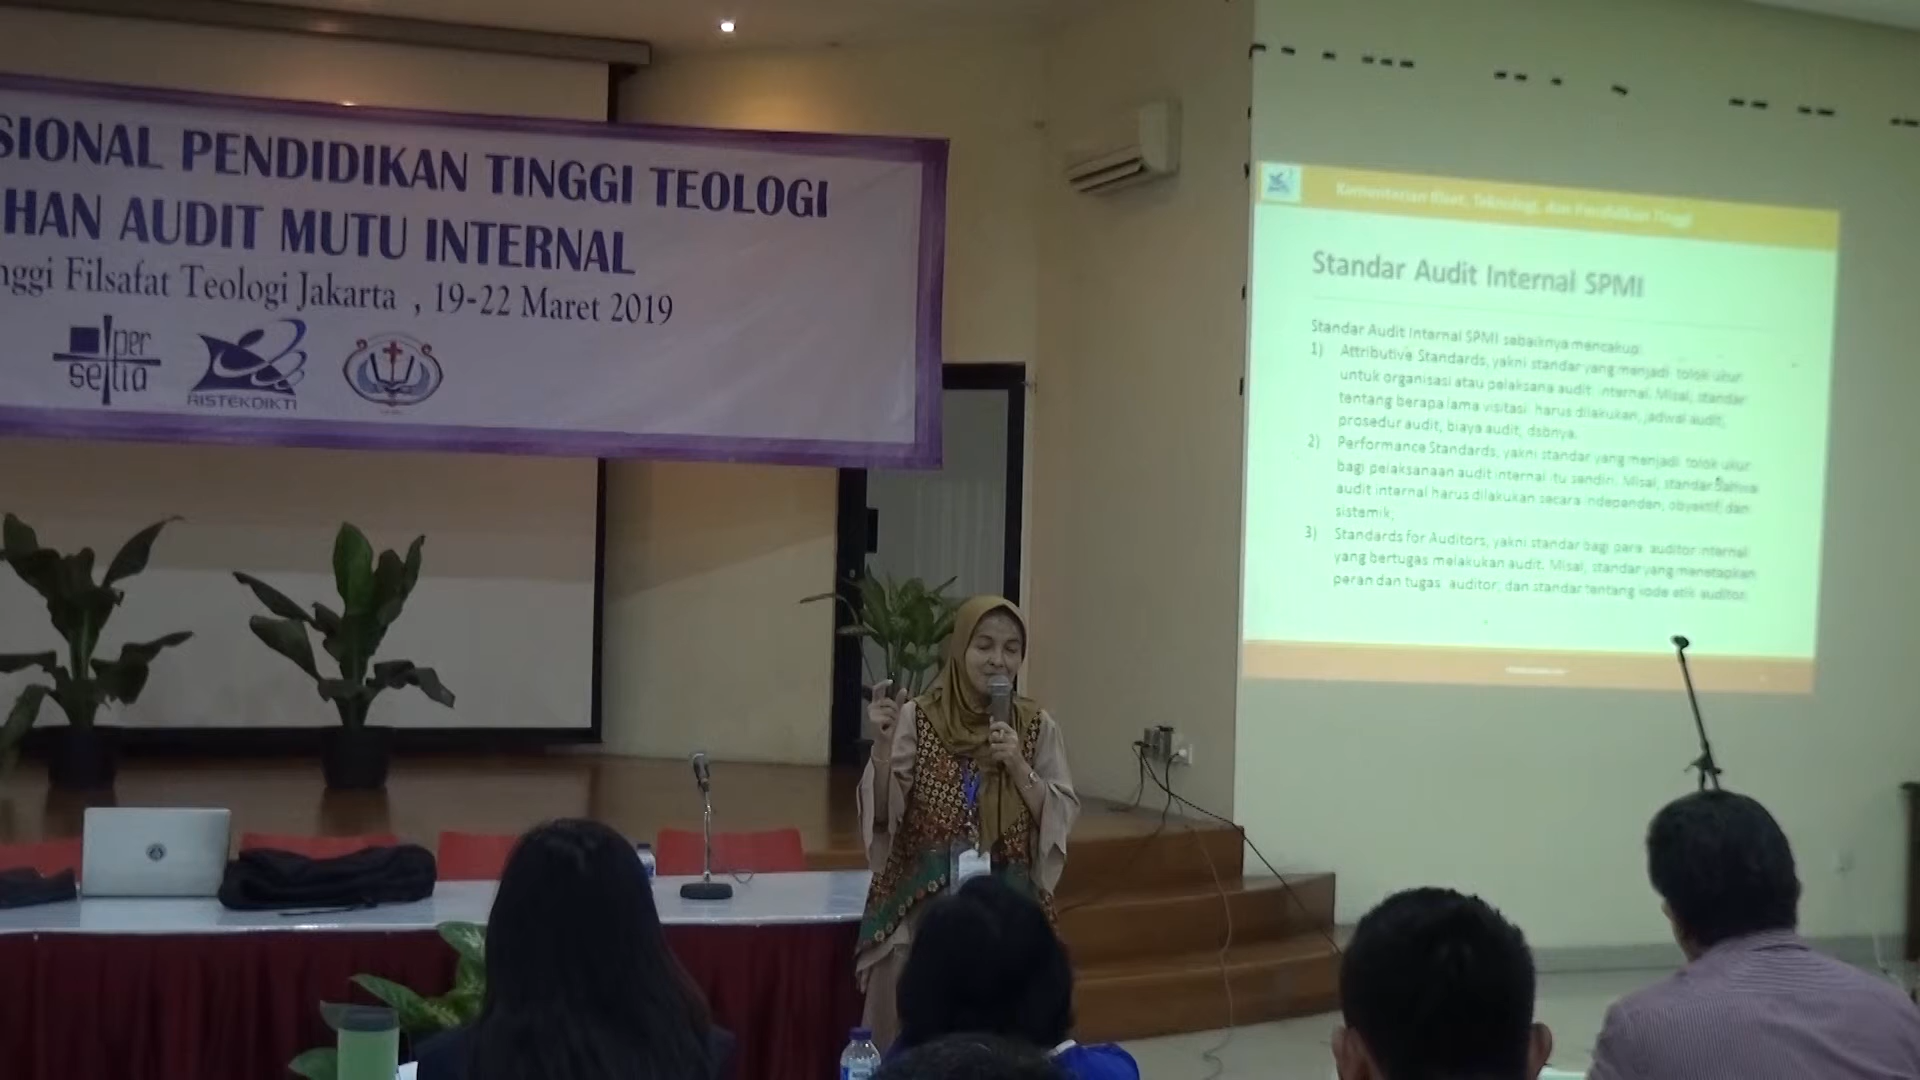 SIONAL PENDIDIKAN TINGGI TEOLOGI
HAN AUDIT MUTU INTERNAL
nggi Filsafat Teologi Jakarta , 19-22 Maret 2019
per
setia
RISTEKDIKTI
Kementerian Riset, Teknologi, dan Pendidikan Tinggi
Standar Audit Internal SPMI
Standar Audit Internal SPMI sebaiknya mencakup:
1) Attributive Standards, yakni standar yang menjadi tolok ukur
untuk organisasi atau pelaksana audit internal. Misal, standar
tentang berapa lama visitasi harus dilakukan, jadwal audit,
prosedur audit, biaya audit, dsbnya.
2) Performance Standards, yakni standar yang menjadi tolok ukur
bagi pelaksanaan audit internal itu sendiri. Misal, standar bahwa
audit internal harus dilakukan secara independen, obyektif, dan
sistemik;
3) Standards for Auditors, yakni standar bagi para auditor internal
yang bertugas melakukan audit. Misal, standar yang menetapkan
peran dan tugas auditor, dan standar tentang kode etik auditor.